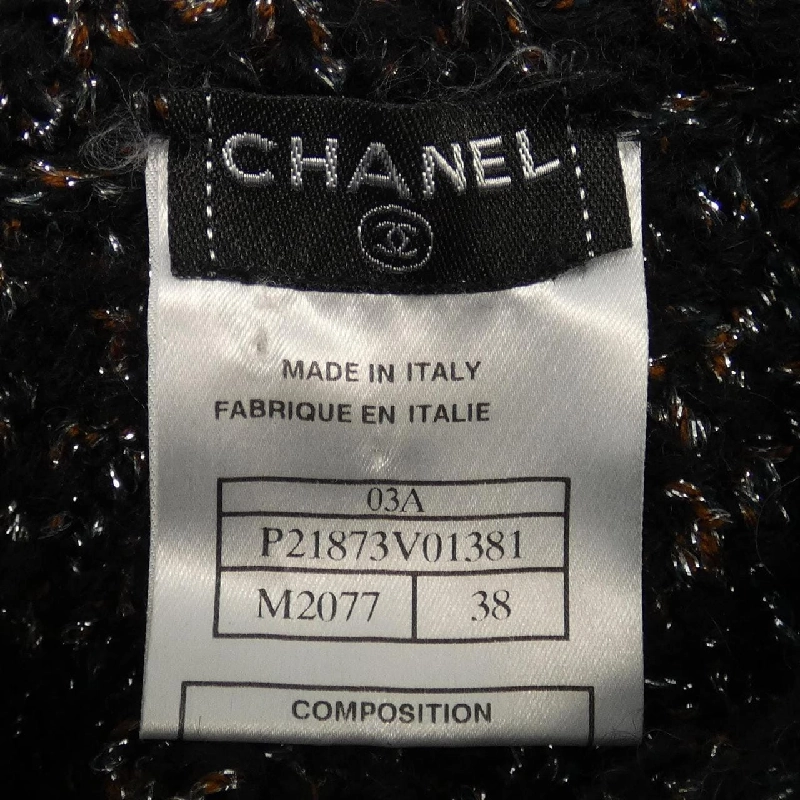 CHANEL
MADE IN ITALY
FABRIQUE EN ITALIE
03A
P21873V01381
M2077 38
COMPOSITION